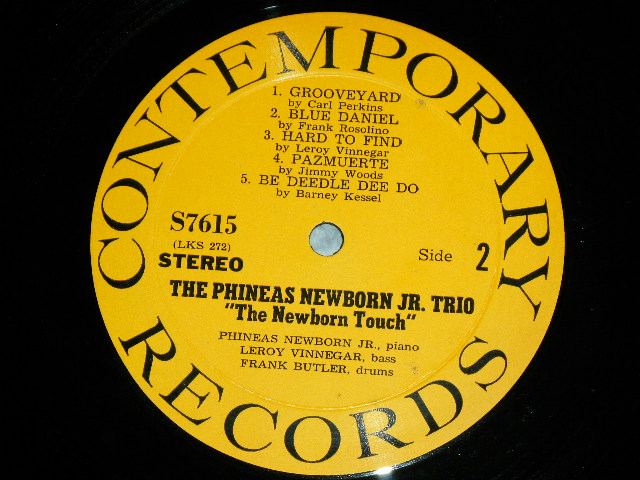 CONTEMPORARY
1. GROOVEYARD
by Carl Perkins
2. BLUE DANIEL
by Frank Rosolino
3. HARD TO FIND
by Leroy Vinnegar
4. PAZMUERTE
by Jimmy Woods
5. BE DEEDLE DEE DO
by Barney Kessel
S7615
(LKS 272)
STEREO
Side 2
THE PHINEAS NEWBORN JR. TRIO
"The Newborn Touch"
PHINEAS NEWBORN JR., piano
LEROY VINNEGAR, bass
FRANK BUTLER, drums
RECORDS